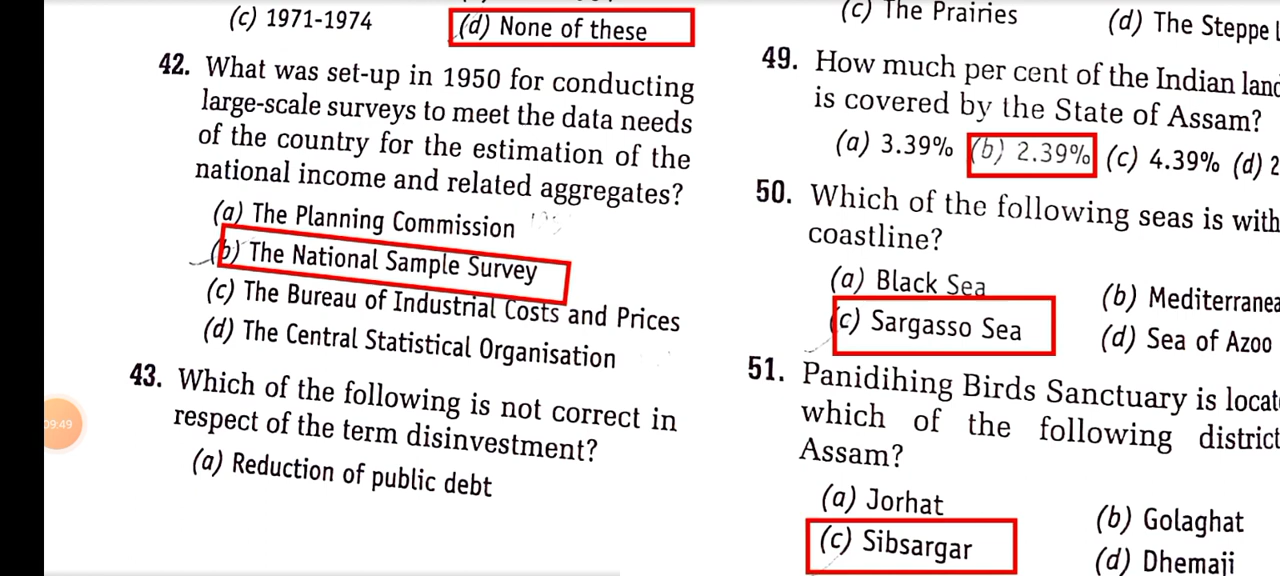 (c) 1971-1974
(d) None of these
42. What was set-up in 1950 for conducting
large-scale surveys to meet the data needs
of the country for the estimation of the
national income and related aggregates?
(a) The Planning Commission
(b) The National Sample Survey
(c) The Bureau of Industrial Costs and Prices
(d) The Central Statistical Organisation
43. Which of the following is not correct in
respect of the term disinvestment?
(a) Reduction of public debt
09:49
(c) The Prairies
(d) The Steppe
49. How much per cent of the Indian
is covered by the State of Assam?
(a) 3.39% (b) 2.39% (c) 4.39% (d) 2
50. Which of the following seas is
coastline?
(a) Black Sea
(b)
(c) Sargasso Sea
(d) Sea of Azoo
51. Panidihing Birds Sanctuary is
which of the following
Assam?
(a) Jorhat
(b) Golaghat
(c) Sibsargar
(d) Dhemaji